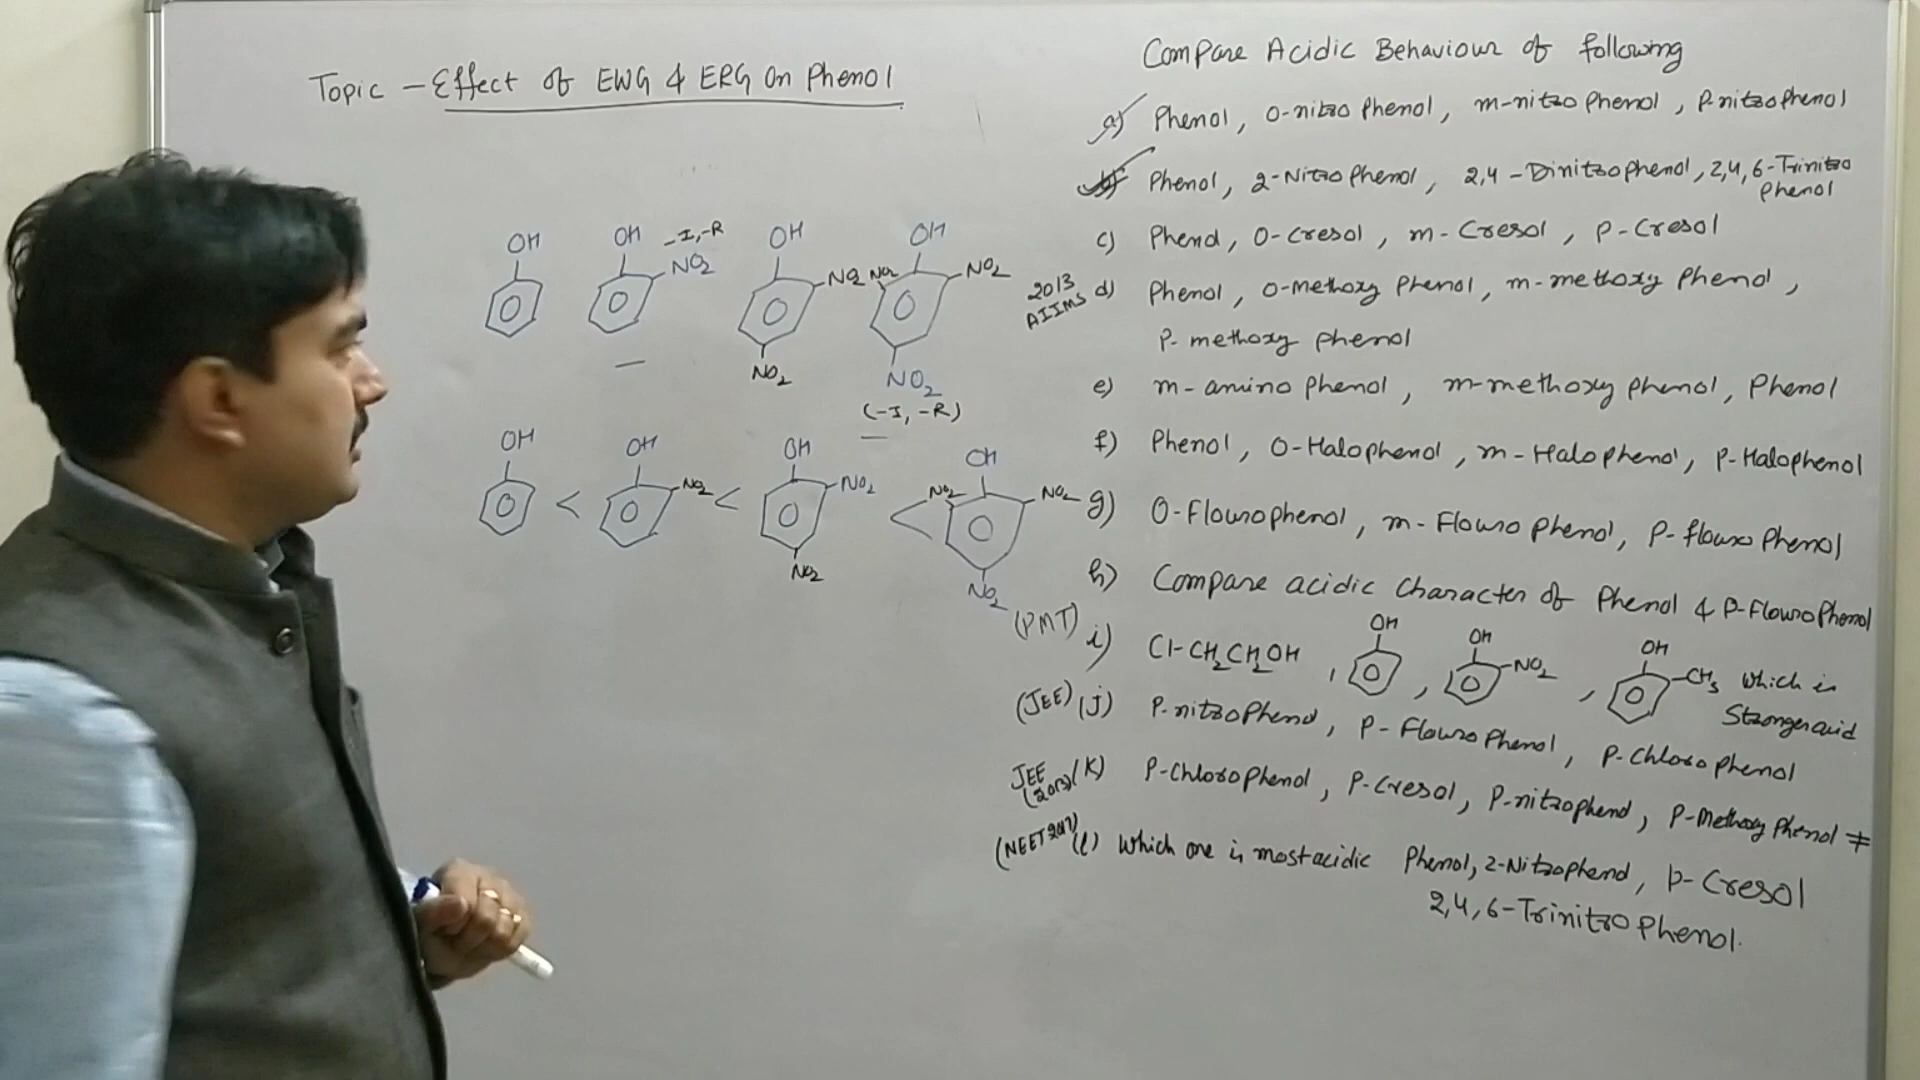 Topic - Effect of EWG & ERG On Phenol
OH
OH -I,-R
NO2
OH
NO2
NO2
OH
NO2
NO2
NO2
(-I, -R)
OH
<
OH
NO2
<
OH
NO2
NO2
<
OH
NO2
NO2
NO2
Compare Acidic Behaviour of following
a) Phenol, O-nitro Phenol, m-nitro Phenol, P-nitrophenol
b) Phenol, 2-Nitro Phenol, 2,4-Dinitrophenol, 2,4,6-Trinitro
Phenol
c) Phenol, O-Cresol, m-Cresol, P-Cresol
2013
AIIMS
d) Phenol, O-methoxy Phenol, m-methoxy Phenol,
P- methoxy phenol
e) m-amino phenol, m-methoxy phenol, Phenol
f) Phenol, O-Halophenol, m-Halophenol, P-Halophenol
g) O-Flourophenol, m-Flouro Phenol, P-flouro Phenol
h) Compare acidic Character of Phenol & P-Flouro Phenol
(PMT) i) Cl-CH2CH2OH,
OH
,
OH
NO2
,
OH
CH3
Which is
Stronger acid
(JEE) (j) P-nitro Phenol, P-Flouro Phenol, P-Chloro phenol
JEE (K) P-Chloro phenol, P-Cresol, P-nitrophenol, P-Methoxy Phenol ≠
(l) Which one is most acidic Phenol, 2-Nitrophenol, p-Cresol
2,4,6-Trinitro Phenol.